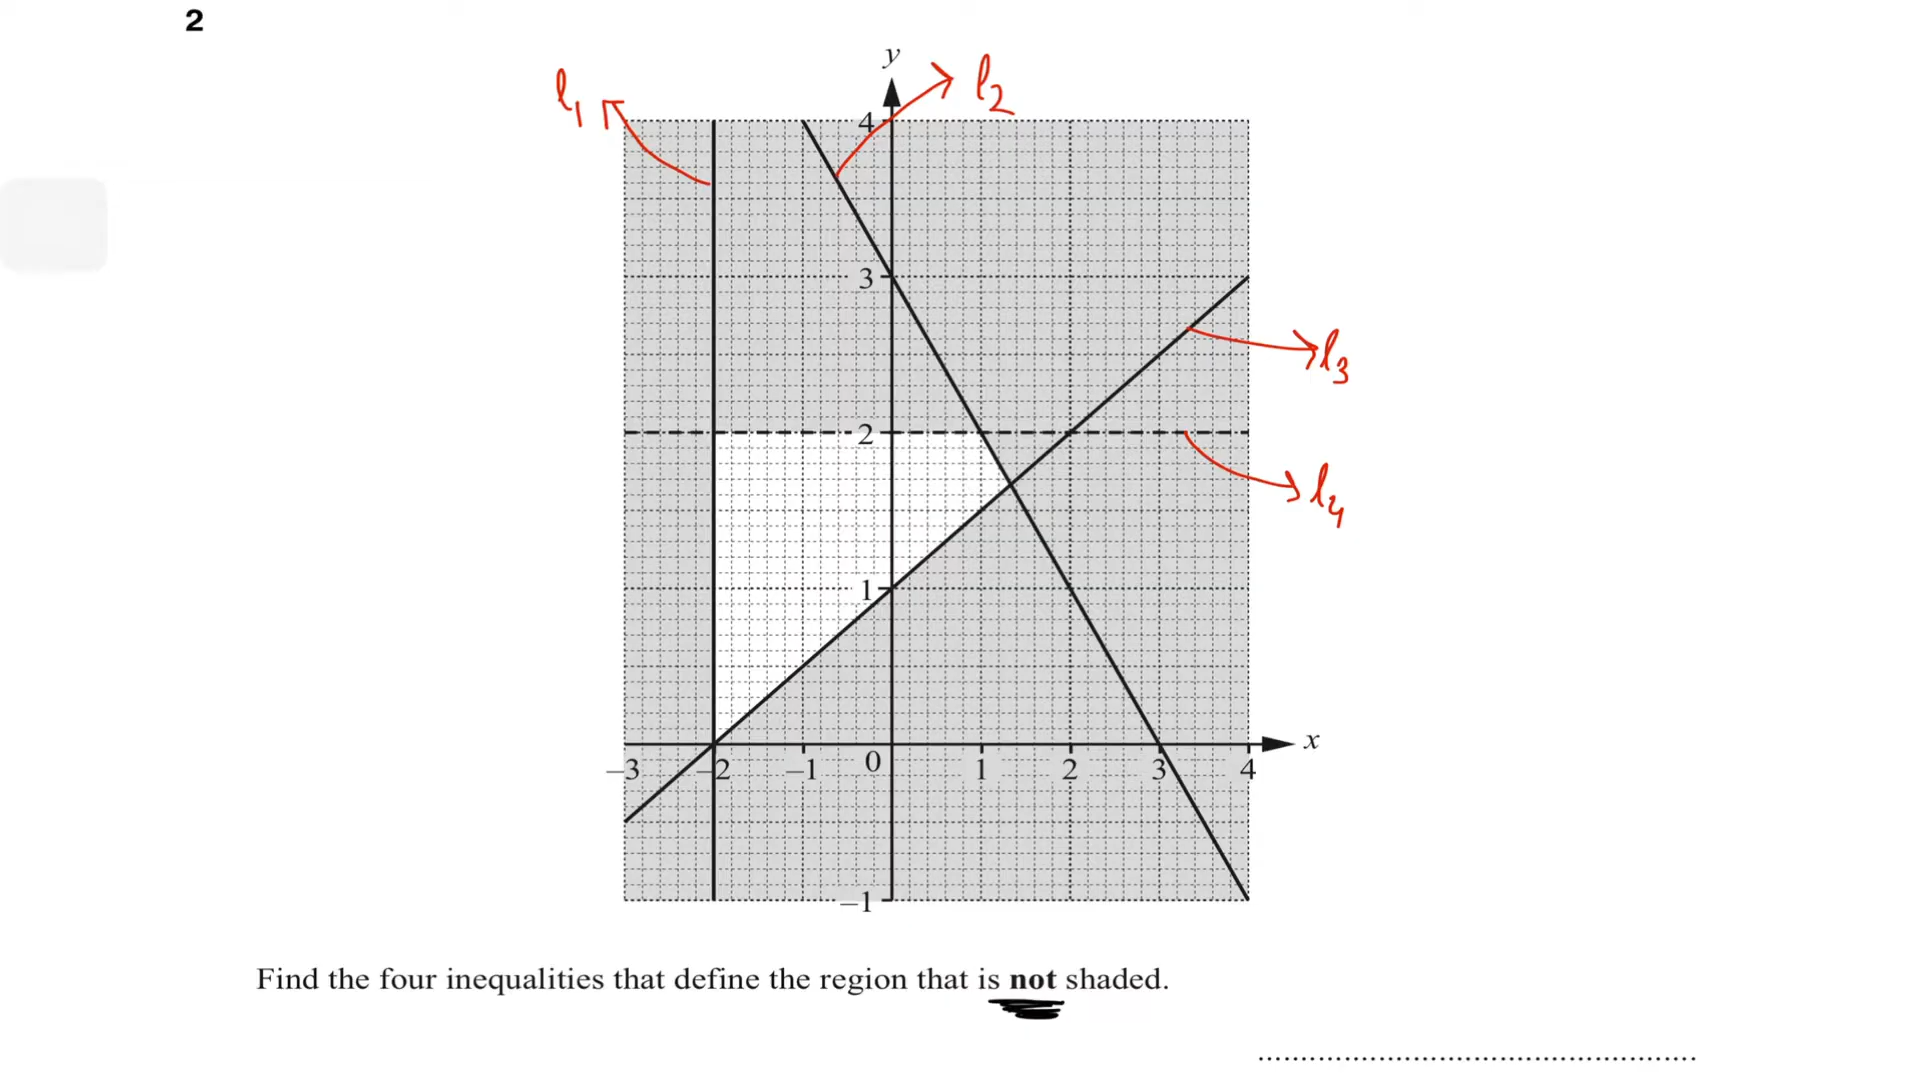 2
y
l1
l2
4
3
l3
2
l4
1
x
–3
–2
–1
0
1
2
3
4
–1
Find the four inequalities that define the region that is not shaded.